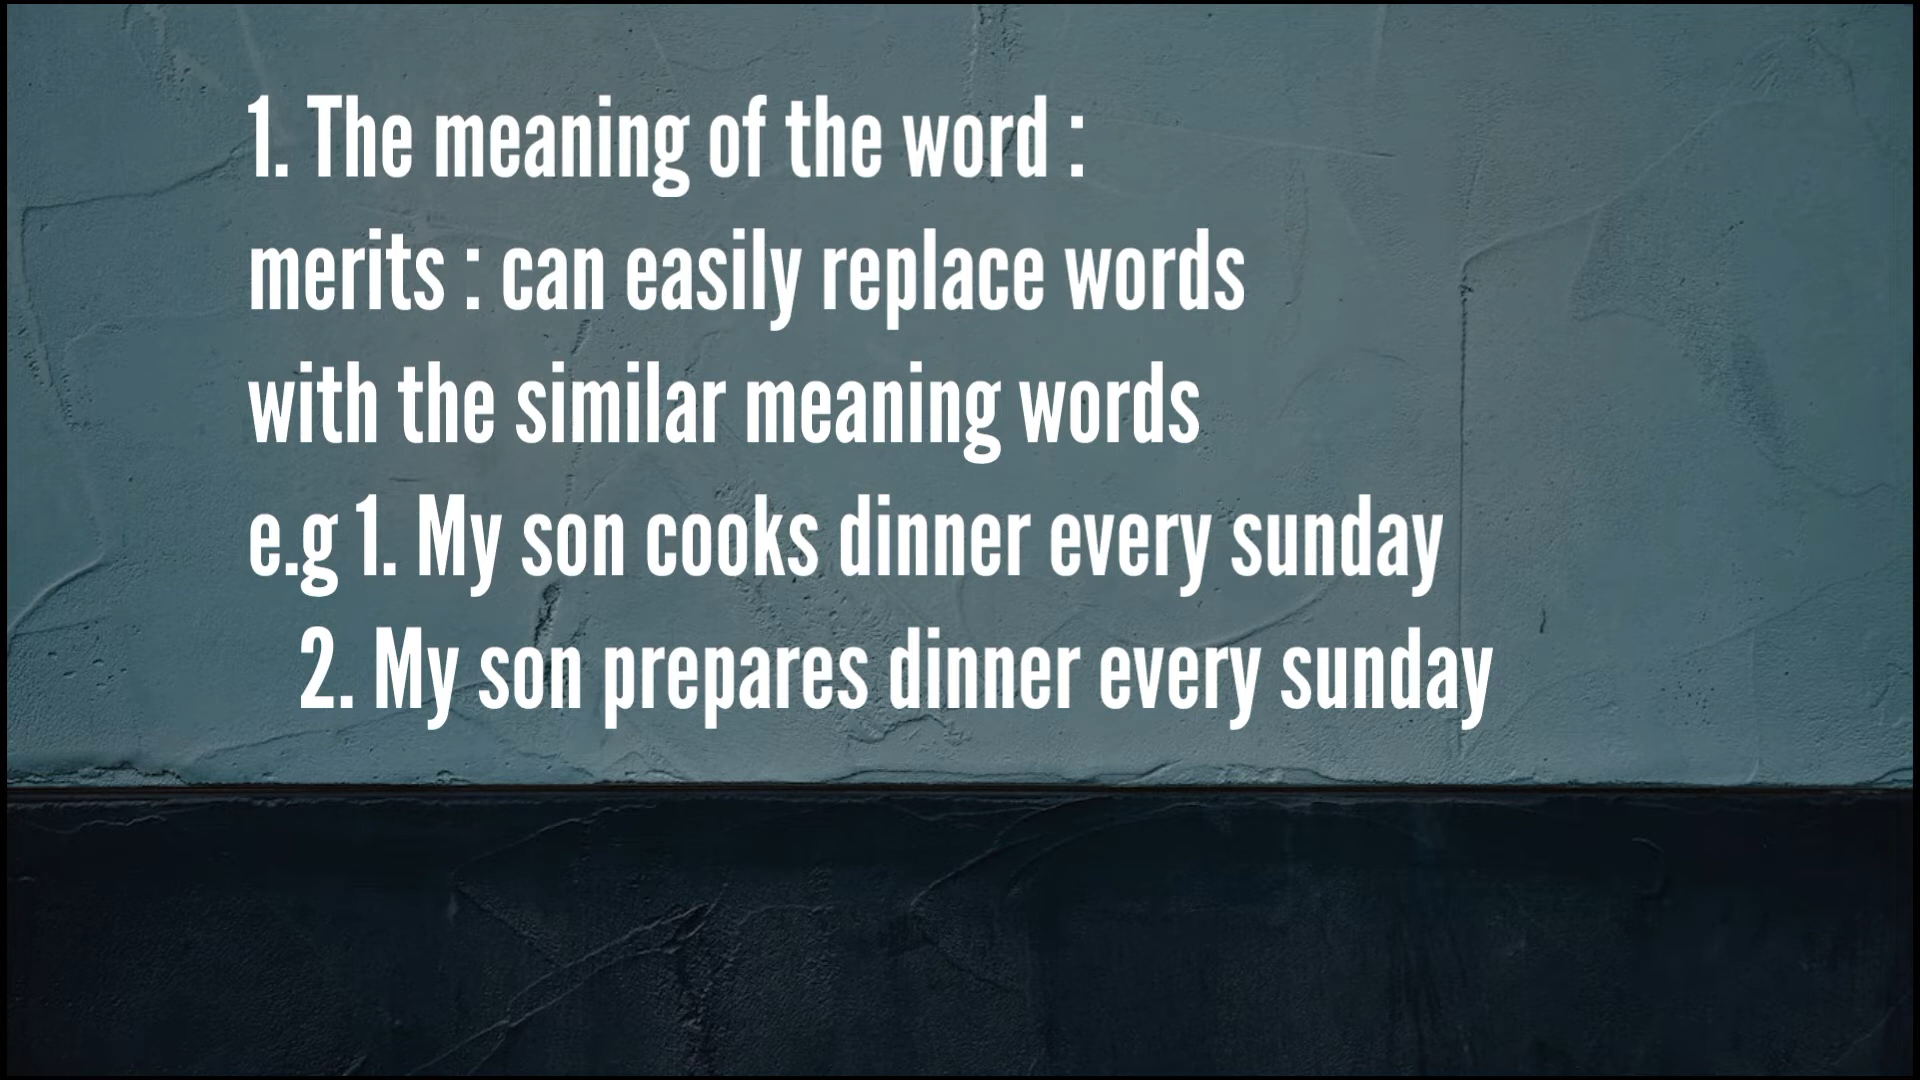 1. The meaning of the word :
merits : can easily replace words
with the similar meaning words
e.g 1. My son cooks dinner every sunday
2. My son prepares dinner every sunday